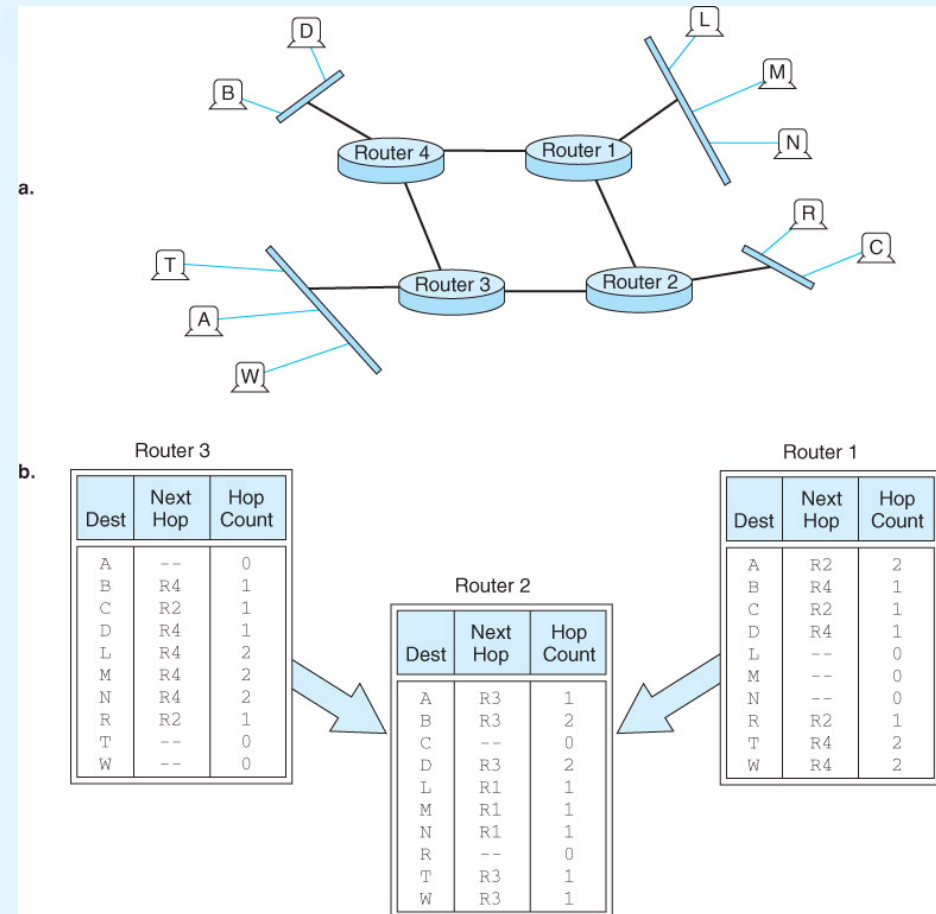 D
L
B
M
N
Router 4
Router 1
a.
R
C
T
Router 3
Router 2
A
W
b.
Router 3
Dest Next Hop Hop Count
A -- 0
B R4 1
C R2 1
D R4 1
L R4 2
M R4 2
N R4 2
R R2 1
T -- 0
W -- 0
Router 2
Dest Next Hop Hop Count
A R3 1
B R3 2
C -- 0
D R3 2
L R1 1
M R1 1
N R1 1
R -- 0
T R3 1
W R3 1
Router 1
Dest Next Hop Hop Count
A R2 2
B R4 1
C R2 1
D R4 1
L -- 0
M -- 0
N -- 0
R R2 1
T R4 2
W R4 2